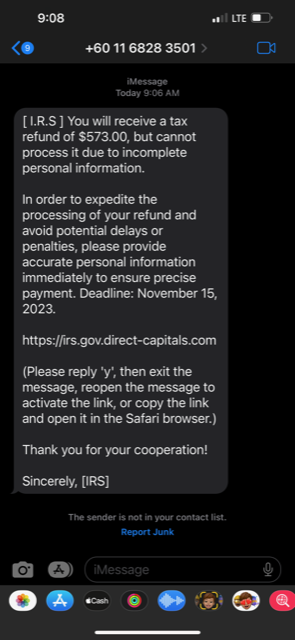 9:08
LTE
9
+60 11 6828 3501
iMessage
Today 9:06 AM
[ I.R.S ] You will receive a tax
refund of $573.00, but cannot
process it due to incomplete
personal information.
In order to expedite the
processing of your refund and
avoid potential delays or
penalties, please provide
accurate personal information
immediately to ensure precise
payment. Deadline: November 15,
2023.
https://irs.gov.direct-capitals.com
(Please reply 'y', then exit the
message, reopen the message to
activate the link, or copy the link
and open it in the Safari browser.)
Thank you for your cooperation!
Sincerely, [IRS]
The sender is not in your contact list.
Report Junk
iMessage
Cash